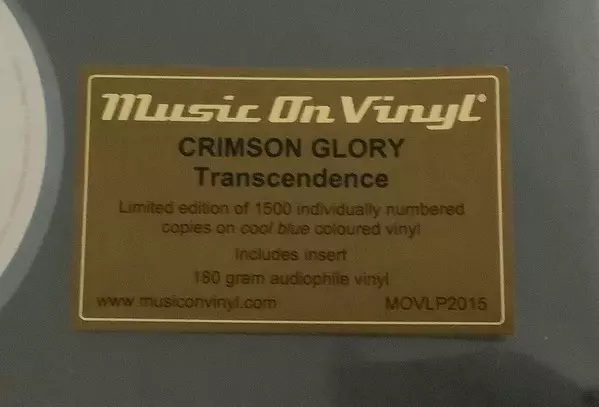 Music On Vinyl®
CRIMSON GLORY
Transcendence
Limited edition of 1500 individually numbered
copies on cool blue coloured vinyl
Includes insert
180 gram audiophile vinyl
www.musiconvinyl.com MOVLP2015